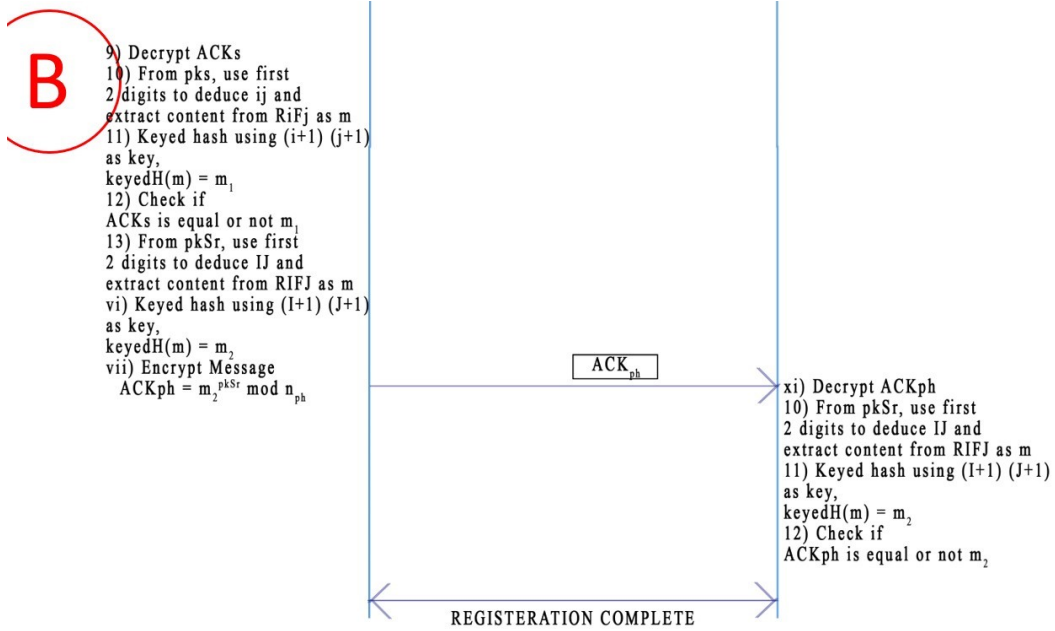 B
9) Decrypt ACKs
10) From pks, use first
2 digits to deduce ij and
extract content from RiFj as m
11) Keyed hash using (i+1) (j+1)
as key,
keyedH(m) = m₁
12) Check if
ACKs is equal or not m₁
13) From pkSr, use first
2 digits to deduce IJ and
extract content from RIFJ as m
vi) Keyed hash using (I+1) (J+1)
as key,
keyedH(m) = m₂
vii) Encrypt Message
ACKph = m₂^pkSr mod n_ph
ACK_ph
xi) Decrypt ACKph
10) From pkSr, use first
2 digits to deduce IJ and
extract content from RIFJ as m
11) Keyed hash using (I+1) (J+1)
as key,
keyedH(m) = m₂
12) Check if
ACKph is equal or not m₂
REGISTERATION COMPLETE